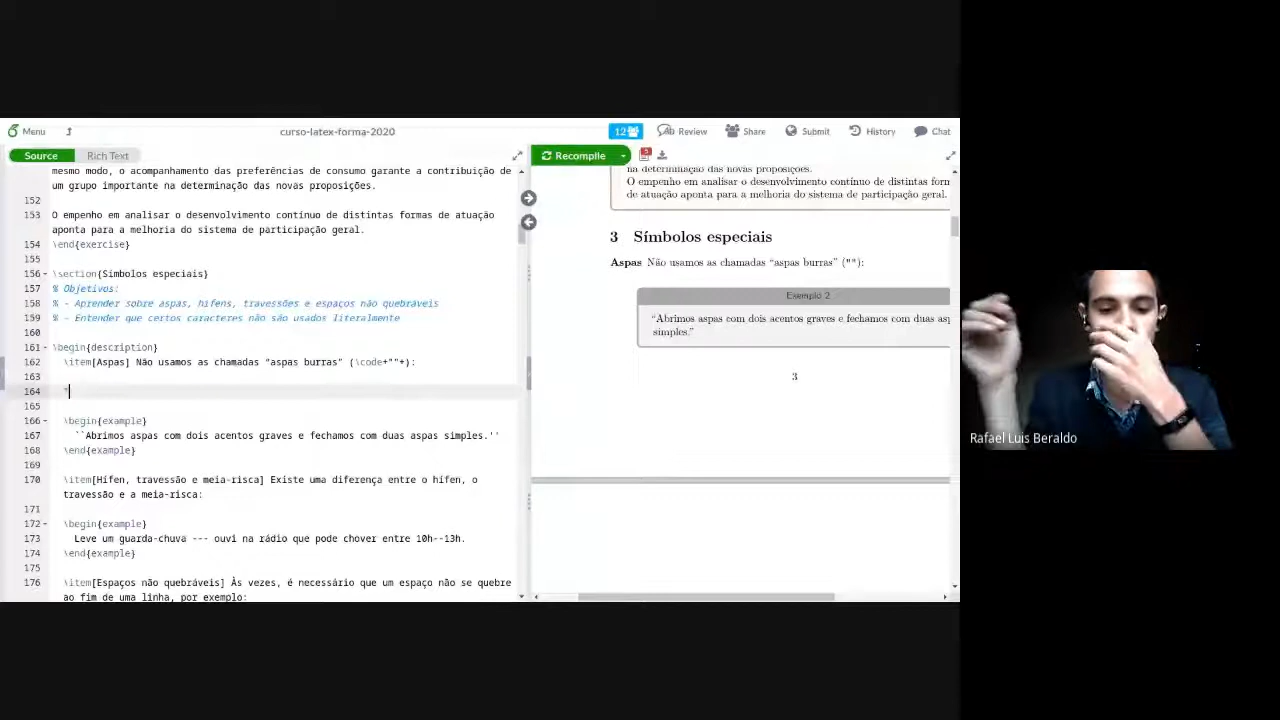 Menu
curso-latex-forma-2020
12
Review
Share
Submit
History
Chat
Source
Rich Text
Recompile
mesmo modo, o acompanhamento das preferências de consumo garante a contribuição de
um grupo importante na determinação das novas proposições.
152
153 O empenho em analisar o desenvolvimento contínuo de distintas formas de atuação
aponta para a melhoria do sistema de participação geral.
154 \end{exercise}
155
156 \section{Símbolos especiais}
157 % Objetivos:
158 % - Aprender sobre aspas, hifens, travessões e espaços não quebráveis
159 % - Entender que certos caracteres não são usados literalmente
160
161 \begin{description}
162 \item[Aspas] Não usamos as chamadas "aspas burras" (\code+""+):
163
164
165
166 \begin{example}
167 ``Abrimos aspas com dois acentos graves e fechamos com duas aspas simples.''
168 \end{example}
169
170 \item[Hífen, travessão e meia-risca] Existe uma diferença entre o hífen, o
travessão e a meia-risca:
171
172 \begin{example}
173 Leve um guarda-chuva --- ouvi na rádio que pode chover entre 10h--13h.
174 \end{example}
175
176 \item[Espaços não quebráveis] Às vezes, é necessário que um espaço não se quebre
ao fim de uma linha, por exemplo:
na determinação das novas proposições.
O empenho em analisar o desenvolvimento contínuo de distintas form
de atuação aponta para a melhoria do sistema de participação geral.
3 Símbolos especiais
Aspas Não usamos as chamadas “aspas burras” (""):
Exemplo 2
“Abrimos aspas com dois acentos graves e fechamos com duas asp
simples.”
3
Rafael Luis Beraldo